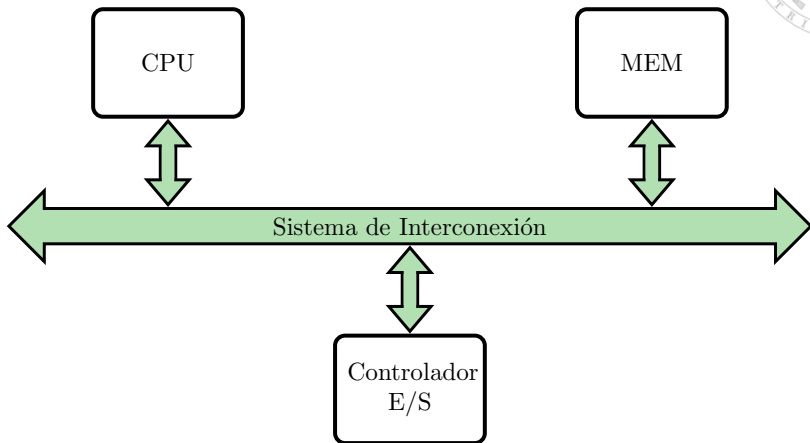 CPU
MEM
Sistema de Interconexión
Controlador
E/S